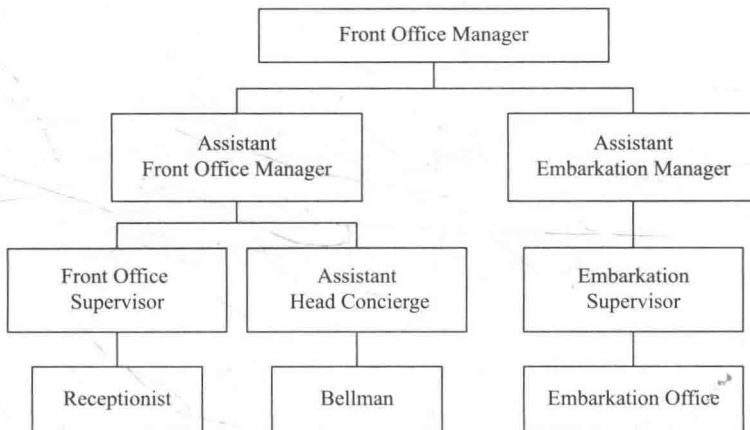 Front Office Manager
Assistant
Front Office Manager
Assistant
Embarkation Manager
Front Office
Supervisor
Assistant
Head Concierge
Embarkation
Supervisor
Receptionist
Bellman
Embarkation Office